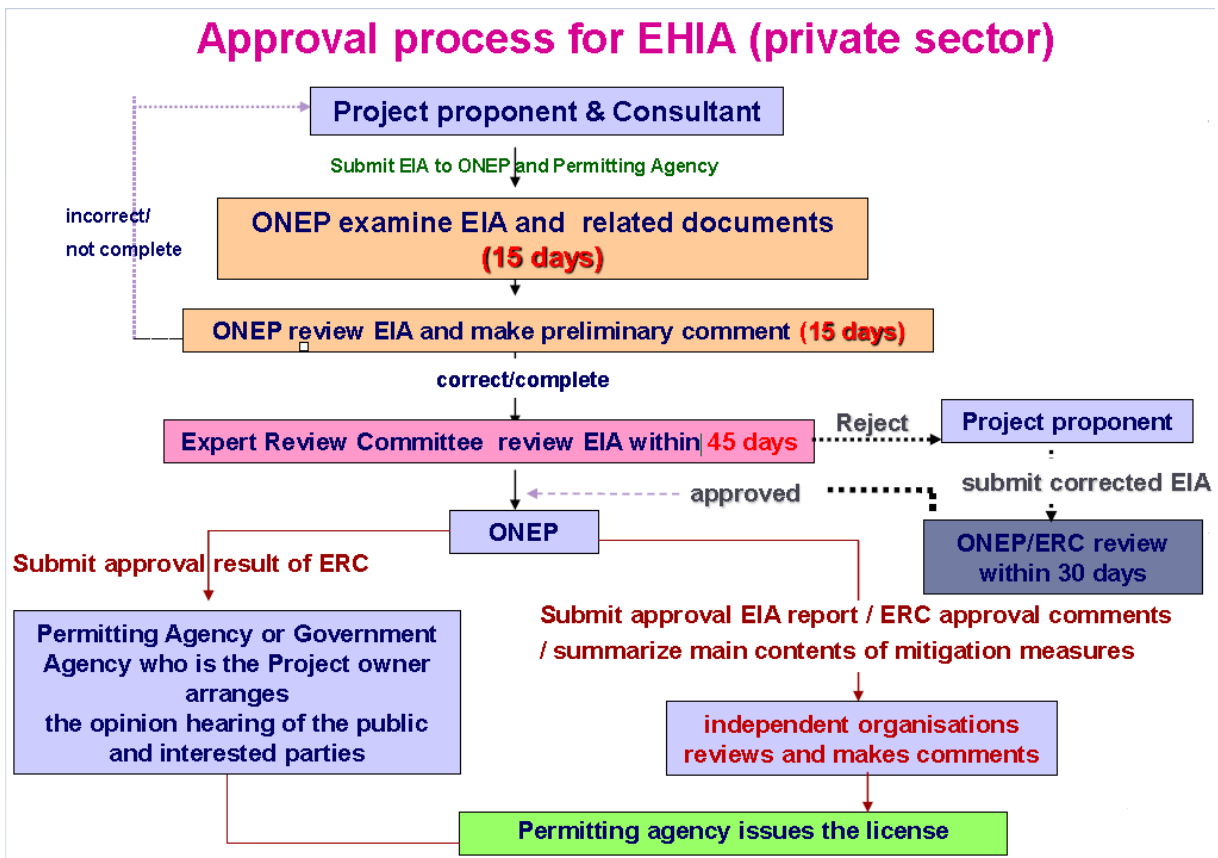 Approval process for EHIA (private sector)
Project proponent & Consultant
Submit EIA to ONEP and Permitting Agency
incorrect/
not complete
ONEP examine EIA and related documents
(15 days)
ONEP review EIA and make preliminary comment (15 days)
correct/complete
Expert Review Committee review EIA within 45 days
Reject
Project proponent
submit corrected EIA
approved
ONEP
ONEP/ERC review
within 30 days
Submit approval result of ERC
Submit approval EIA report / ERC approval comments
/ summarize main contents of mitigation measures
Permitting Agency or Government
Agency who is the Project owner
arranges
the opinion hearing of the public
and interested parties
independent organisations
reviews and makes comments
Permitting agency issues the license